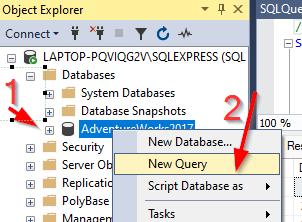 Object Explorer
Connect
LAPTOP-PQVIQG2V\SQLEXPRESS (SQL
Databases
System Databases
Database Snapshots
AdventureWorks2017
Security
Server Ob
Replicatio
PolyBase
Managem
New Database...
New Query
Script Database as
Tasks
SQLQue
100 %
Res
1
2